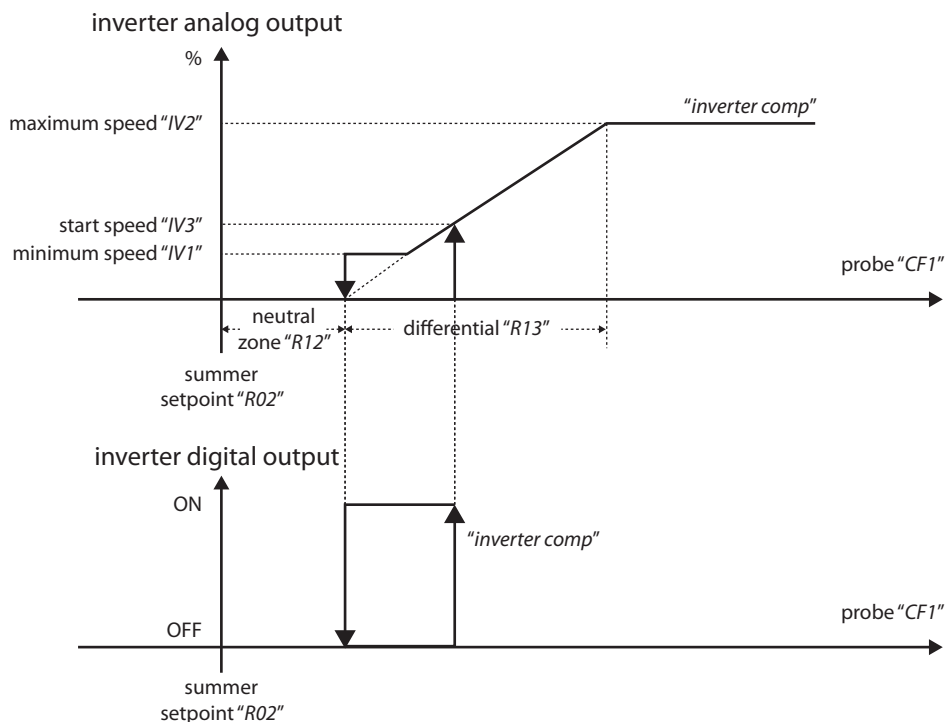 inverter analog output
%
maximum speed “IV2”
“inverter comp”
start speed “IV3”
minimum speed “IV1”
probe “CF1”
neutral
zone “R12”
differential “R13”
summer
setpoint “R02”
inverter digital output
ON
“inverter comp”
OFF
probe “CF1”
summer
setpoint “R02”